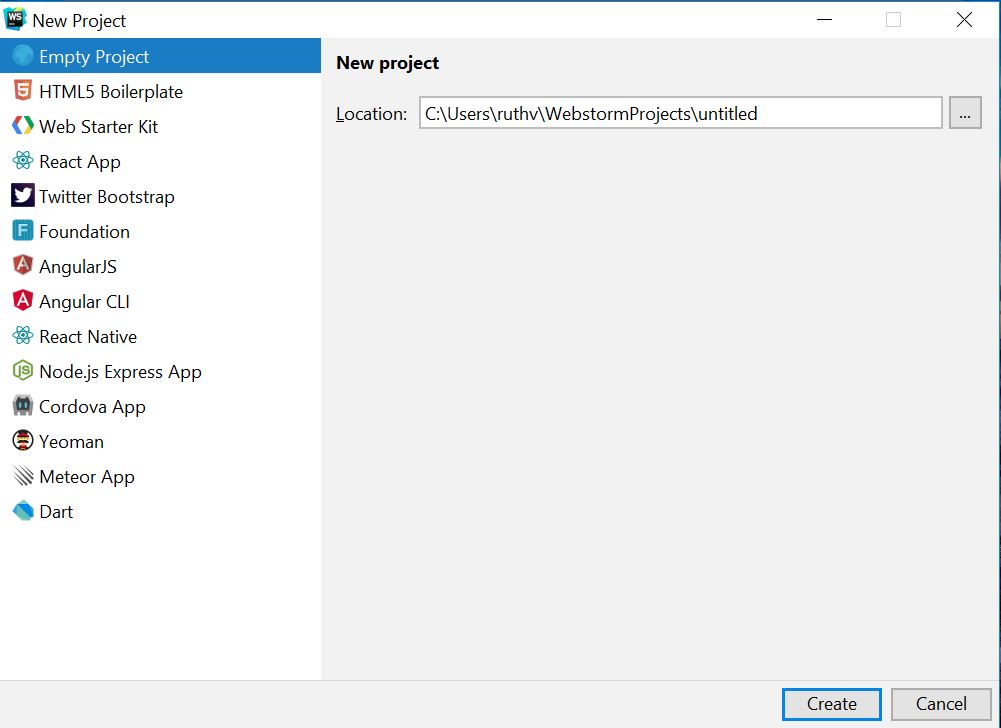 New Project
Empty Project
HTML5 Boilerplate
Web Starter Kit
React App
Twitter Bootstrap
Foundation
AngularJS
Angular CLI
React Native
Node.js Express App
Cordova App
Yeoman
Meteor App
Dart
New project
Location: C:\Users\ruthv\WebstormProjects\untitled ...
Create Cancel